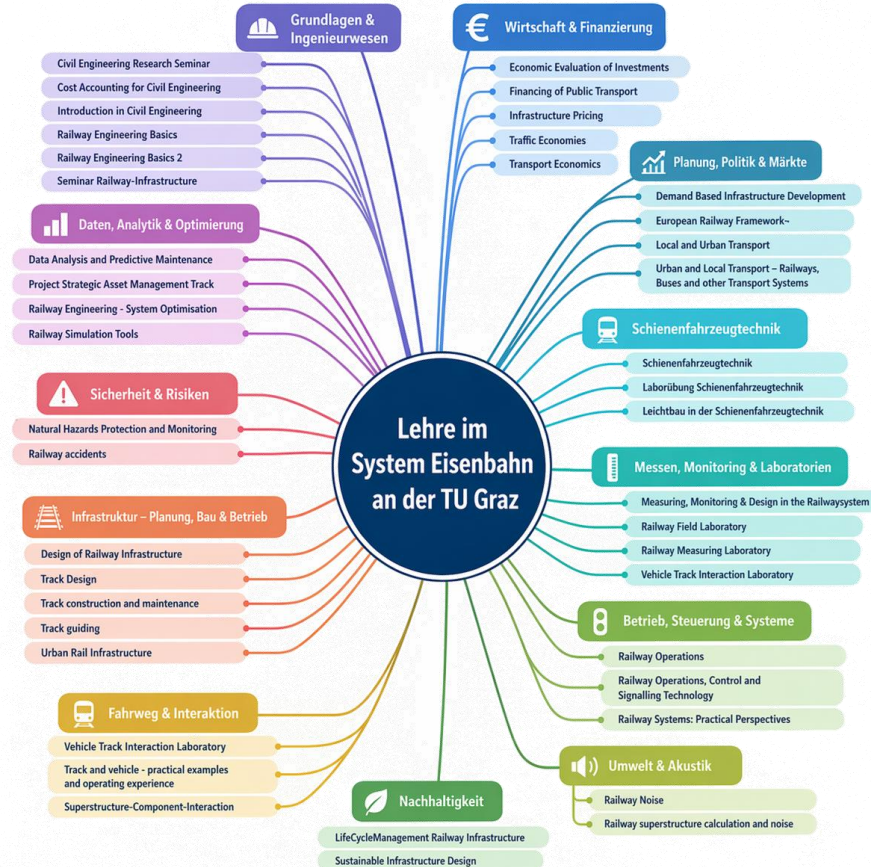 Grundlagen &
Ingenieurwesen
Civil Engineering Research Seminar
Cost Accounting for Civil Engineering
Introduction in Civil Engineering
Railway Engineering Basics
Railway Engineering Basics 2
Seminar Railway-Infrastructure
Wirtschaft & Finanzierung
Economic Evaluation of Investments
Financing of Public Transport
Infrastructure Pricing
Traffic Economies
Transport Economics
Planung, Politik & Märkte
Demand Based Infrastructure Development
European Railway Framework~
Local and Urban Transport
Urban and Local Transport – Railways,
Buses and other Transport Systems
Daten, Analytik & Optimierung
Data Analysis and Predictive Maintenance
Project Strategic Asset Management Track
Railway Engineering - System Optimisation
Railway Simulation Tools
Schienenfahrzeugtechnik
Schienenfahrzeugtechnik
Laborübung Schienenfahrzeugtechnik
Leichtbau in der Schienenfahrzeugtechnik
Sicherheit & Risiken
Natural Hazards Protection and Monitoring
Railway accidents
Lehre im
System Eisenbahn
an der TU Graz
Messen, Monitoring & Laboratorien
Measuring, Monitoring & Design in the Railwaysystem
Railway Field Laboratory
Railway Measuring Laboratory
Vehicle Track Interaction Laboratory
Infrastruktur – Planung, Bau & Betrieb
Design of Railway Infrastructure
Track Design
Track construction and maintenance
Track guiding
Urban Rail Infrastructure
Betrieb, Steuerung & Systeme
Railway Operations
Railway Operations, Control and
Signalling Technology
Railway Systems: Practical Perspectives
Fahrweg & Interaktion
Vehicle Track Interaction Laboratory
Track and vehicle - practical examples
and operating experience
Superstructure-Component-Interaction
Umwelt & Akustik
Railway Noise
Railway superstructure calculation and noise
Nachhaltigkeit
LifeCycleManagement Railway Infrastructure
Sustainable Infrastructure Design